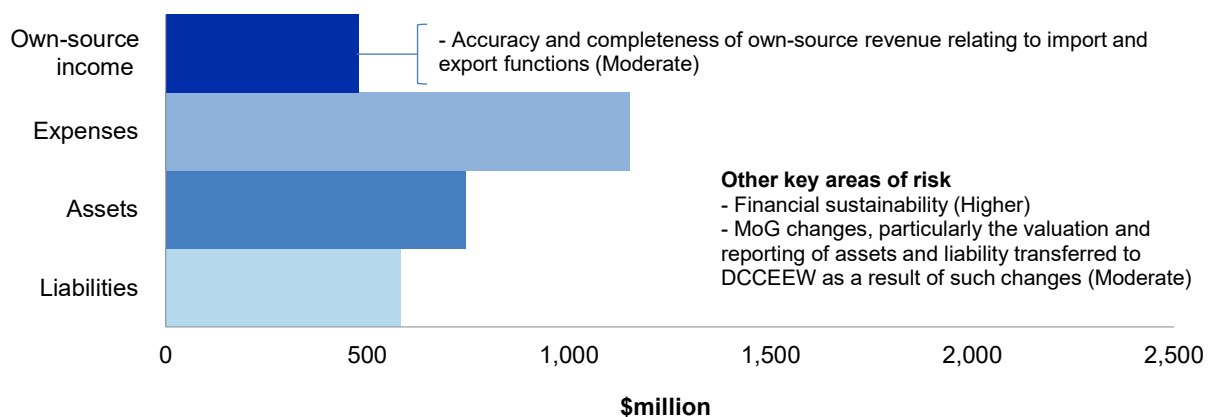 Own-source
income
- Accuracy and completeness of own-source revenue relating to import and
export functions (Moderate)
Expenses
Assets
Liabilities
Other key areas of risk
- Financial sustainability (Higher)
- MoG changes, particularly the valuation and
reporting of assets and liability transferred to
DCCEEW as a result of such changes (Moderate)
0
500
1,000
1,500
2,000
2,500
$million